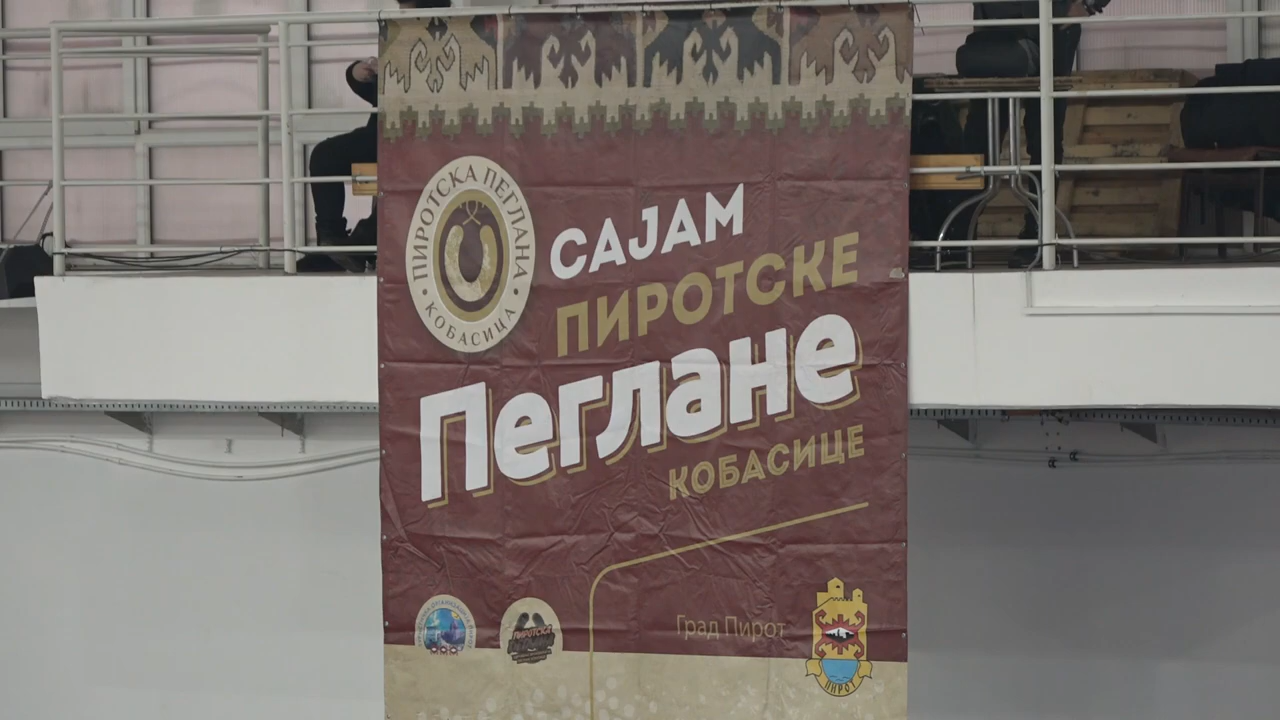 ПИРОТСКА ПЕГЛАНА
КОБАСИЦА
САЈАМ
ПИРОТСКЕ
Пеглане
КОБАСИЦЕ
Град Пирот
ПИРОТ